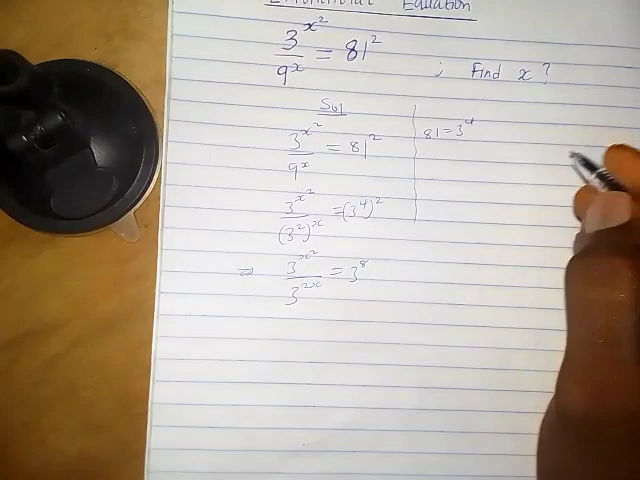 Exponential Equation
3^x^2 / 9^x = 81^2 ; Find x?
Sol
3^x^2 / 9^x = 81^2
81 = 3^4
3^x^2 / (3^2)^x = (3^4)^2
⇒ 3^x^2 / 3^2x = 3^8